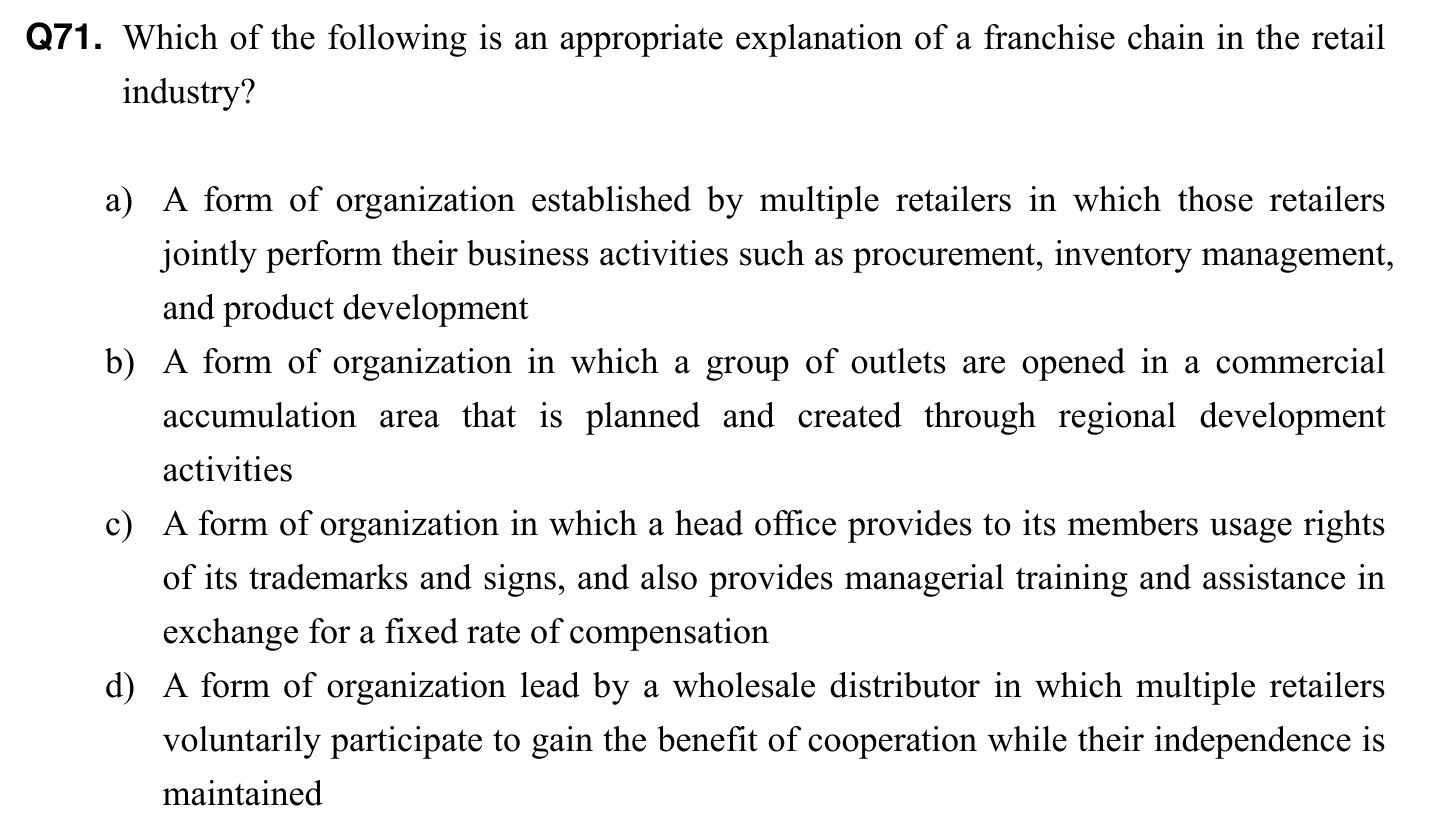 Q71. Which of the following is an appropriate explanation of a franchise chain in the retail
industry?
a) A form of organization established by multiple retailers in which those retailers
jointly perform their business activities such as procurement, inventory management,
and product development
b) A form of organization in which a group of outlets are opened in a commercial
accumulation area that is planned and created through regional development
activities
c) A form of organization in which a head office provides to its members usage rights
of its trademarks and signs, and also provides managerial training and assistance in
exchange for a fixed rate of compensation
d) A form of organization lead by a wholesale distributor in which multiple retailers
voluntarily participate to gain the benefit of cooperation while their independence is
maintained